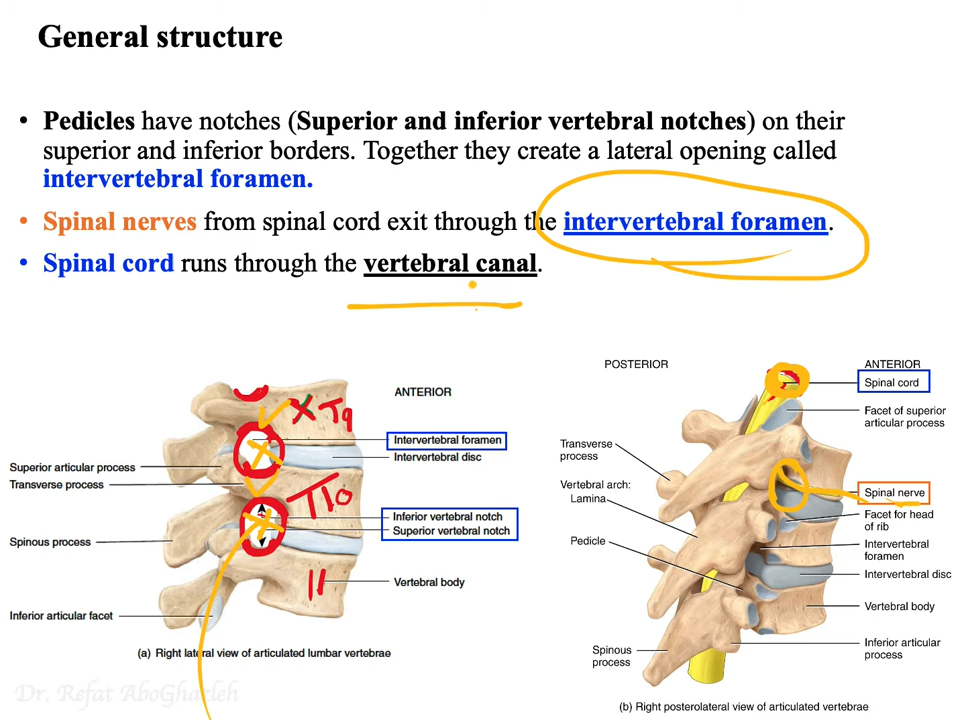 General structure
• Pedicles have notches (Superior and inferior vertebral notches) on their
superior and inferior borders. Together they create a lateral opening called
intervertebral foramen.
• Spinal nerves from spinal cord exit through the intervertebral foramen.
• Spinal cord runs through the vertebral canal.
ANTERIOR
X T9
Intervertebral foramen
Intervertebral disc
Superior articular process
Transverse process
T10
Inferior vertebral notch
Superior vertebral notch
Spinous process
11
Vertebral body
Inferior articular facet
(a) Right lateral view of articulated lumbar vertebrae
Dr. Refat AboGhazleh
POSTERIOR
ANTERIOR
Spinal cord
Facet of superior
articular process
Transverse
process
Vertebral arch:
Lamina
Spinal nerve
Facet for head
of rib
Pedicle
Intervertebral
foramen
Intervertebral disc
Vertebral body
Inferior articular
process
Spinous
process
(b) Right posterolateral view of articulated vertebrae